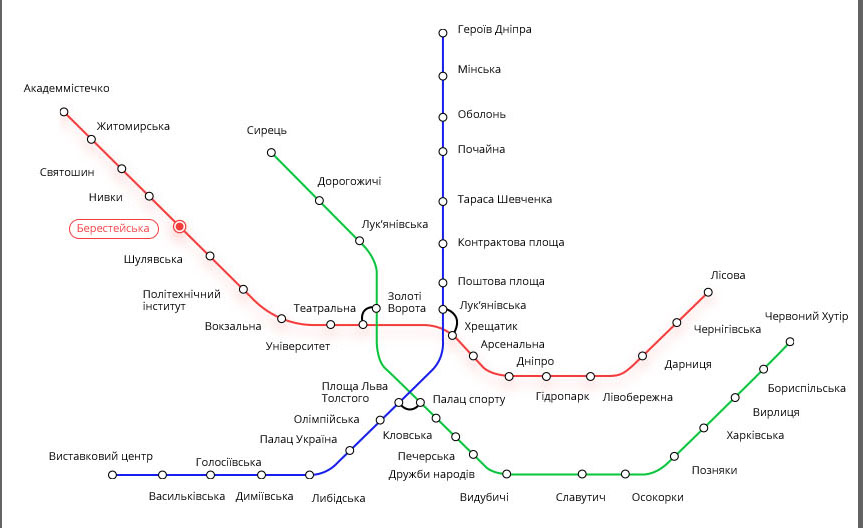 Героїв Дніпра
Мінська
Академмістечко
Оболонь
Житомирська
Сирець
Почайна
Святошин
Дорогожичі
Нивки
Тараса Шевченка
Берестейська
Лук'янівська
Контрактова площа
Шулявська
Лісова
Поштова площа
Політехнічний
інститут
Золоті
Ворота
Театральна
Лук'янівська
Червоний Хутір
Вокзальна
Хрещатик
Чернігівська
Університет
Арсенальна
Дніпро
Дарниця
Площа Льва
Толстого
Палац спорту
Гідропарк
Лівобережна
Бориспільська
Олімпійська
Вирлиця
Палац Україна
Кловська
Харківська
Виставковий центр
Голосіївська
Печерська
Дружби народів
Позняки
Васильківська
Диміївська
Либідська
Видубичі
Славутич
Осокорки